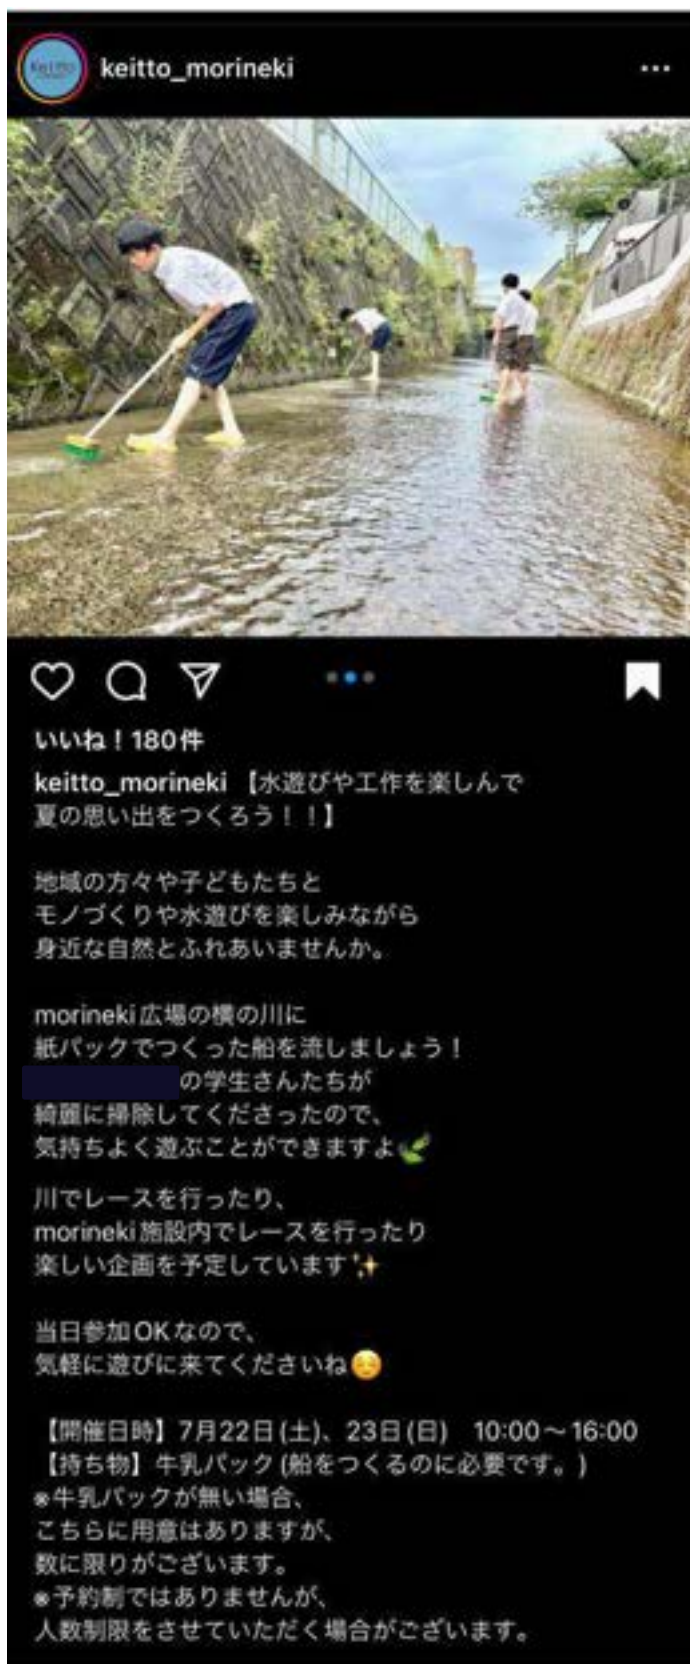 Keitto
keitto_morineki
いいね！180件
keitto_morineki 【水遊びや工作を楽しんで
夏の思い出をつくろう！！】
地域の方々や子どもたちと
モノづくりや水遊びを楽しみながら
身近な自然とふれあいませんか。
morineki広場の横の川に
紙パックでつくった船を流しましょう！
の学生さんたちが
綺麗に掃除してくださったので、
気持ちよく遊ぶことができますよ🌿
川でレースを行ったり、
morineki施設内でレースを行ったり
楽しい企画を予定しています✨
当日参加OKなので、
気軽に遊びに来てくださいね☺️
【開催日時】7月22日(土)、23日(日)　10:00〜16:00
【持ち物】牛乳パック(船をつくるのに必要です。)
※牛乳パックが無い場合、
こちらに用意はありますが、
数に限りがございます。
※予約制ではありませんが、
人数制限をさせていただく場合がございます。